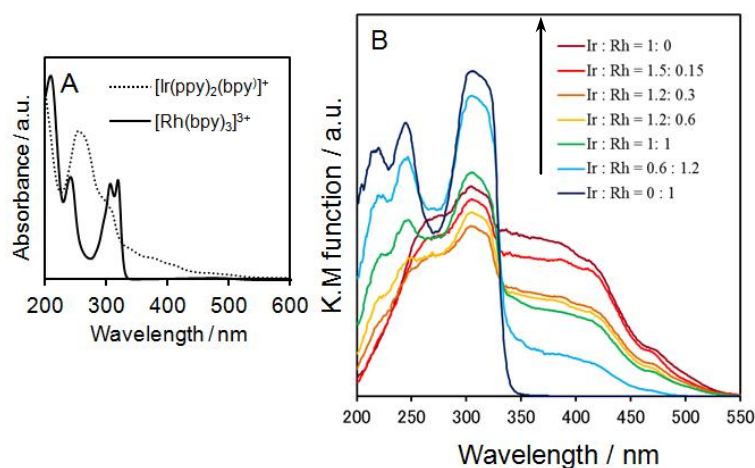 A
[Ir(ppy)₂(bpy)]⁺
[Rh(bpy)₃]³⁺
Absorbance / a.u.
200 300 400 500 600
Wavelength / nm
B
Ir : Rh = 1: 0
Ir : Rh = 1.5: 0.15
Ir : Rh = 1.2: 0.3
Ir : Rh = 1.2: 0.6
Ir : Rh = 1: 1
Ir : Rh = 0.6 : 1.2
Ir : Rh = 0 : 1
K.M function / a.u.
200 250 300 350 400 450 500 550
Wavelength / nm